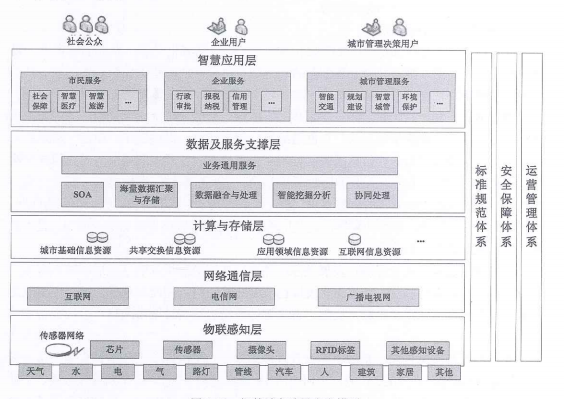 社会公众 企业用户 城市管理决策用户
智慧应用层
市民服务 企业服务 城市管理服务
社会保障 智慧医疗 智慧旅游 ... 行政审批 报税纳税 信用管理 ... 智能交通 规划建设 智慧城管 环境保护 ...
数据及服务支撑层
业务通用服务
SOA 海量数据汇聚与存储 数据融合与处理 智能挖掘分析 协同处理
计算与存储层
城市基础信息资源 共享交换信息资源 应用领域信息资源 互联网信息资源 ...
网络通信层
互联网 电信网 广播电视网
物联感知层
传感器网络
芯片 传感器 摄像头 RFID标签 其他感知设备
天气 水 电 气 路灯 管线 汽车 人 建筑 家居 其他
标准规范体系
安全保障体系
运营管理体系